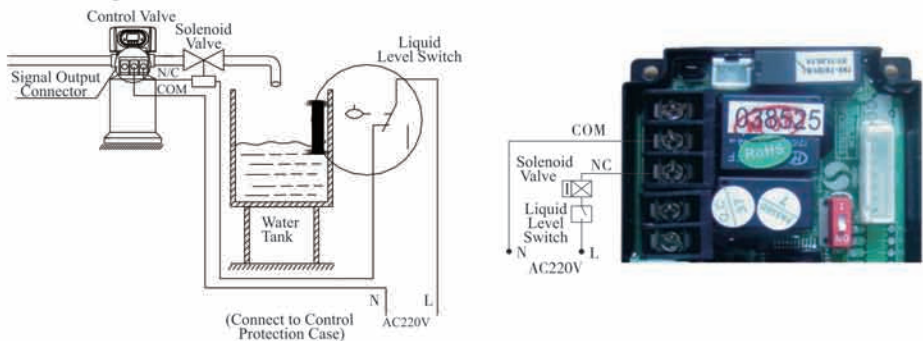 Control Valve
Solenoid
Valve
Liquid
Level Switch
Signal Output
Connector
N/C
COM
Water
Tank
N
L
AC220V
(Connect to Control
Protection Case)
COM
NC
Solenoid
Valve
Liquid
Level
Switch
N
L
AC220V
038525
RoHS